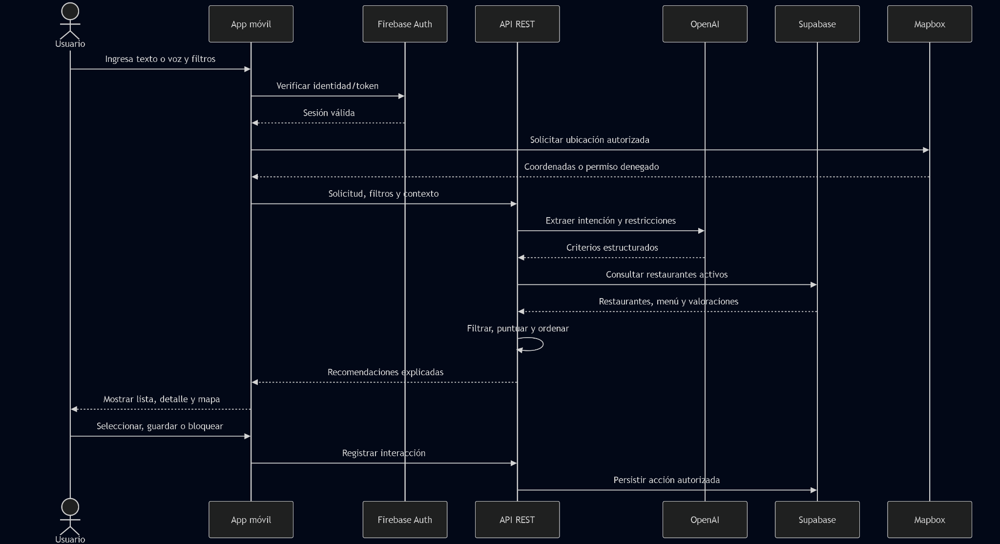 Usuario
App móvil
Firebase Auth
API REST
OpenAI
Supabase
Mapbox
Ingresa texto o voz y filtros
Verificar identidad/token
Sesión válida
Solicitar ubicación autorizada
Coordenadas o permiso denegado
Solicitud, filtros y contexto
Extraer intención y restricciones
Criterios estructurados
Consultar restaurantes activos
Restaurantes, menú y valoraciones
Filtrar, puntuar y ordenar
Recomendaciones explicadas
Mostrar lista, detalle y mapa
Seleccionar, guardar o bloquear
Registrar interacción
Persistir acción autorizada
Usuario
App móvil
Firebase Auth
API REST
OpenAI
Supabase
Mapbox